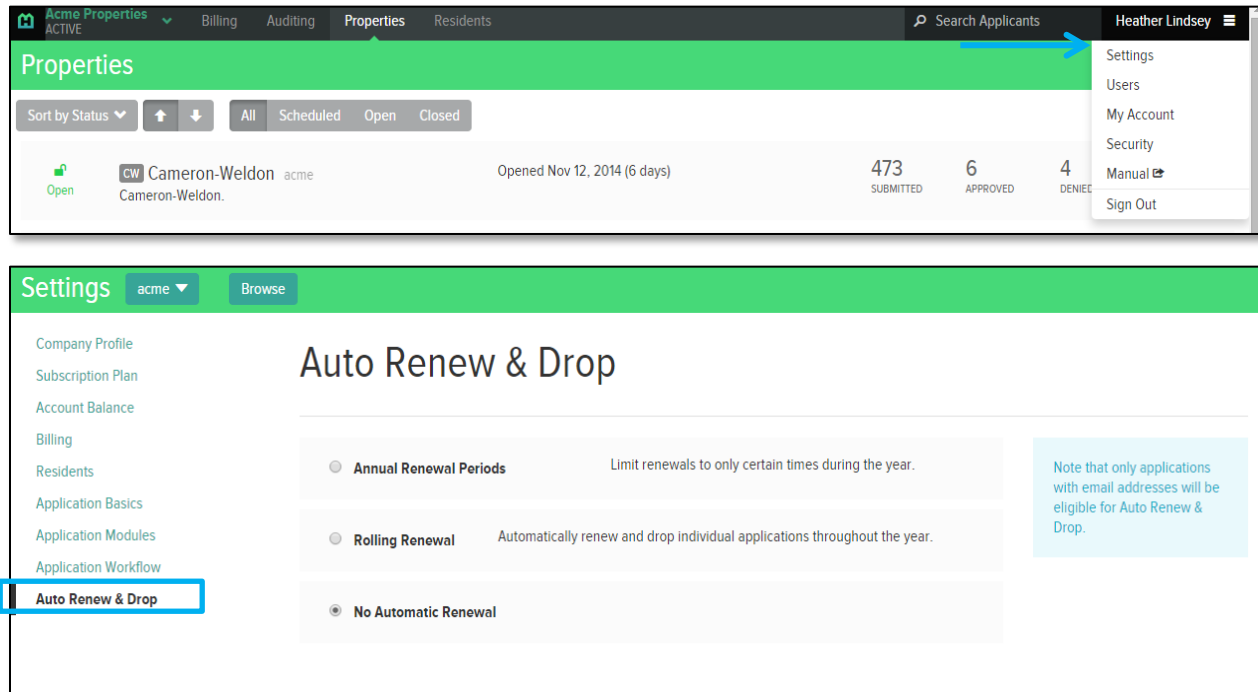 Acme Properties
ACTIVE
Billing
Auditing
Properties
Residents
Search Applicants
Heather Lindsey
Properties
Settings
Users
My Account
Security
Manual
Sign Out
Sort by Status
All
Scheduled
Open
Closed
Open
CW Cameron-Weldon acme
Cameron-Weldon.
Opened Nov 12, 2014 (6 days)
473
SUBMITTED
6
APPROVED
4
DENIED
Settings
acme
Browse
Company Profile
Subscription Plan
Account Balance
Billing
Residents
Application Basics
Application Modules
Application Workflow
Auto Renew & Drop
Auto Renew & Drop
Annual Renewal Periods
Limit renewals to only certain times during the year.
Rolling Renewal
Automatically renew and drop individual applications throughout the year.
No Automatic Renewal
Note that only applications
with email addresses will be
eligible for Auto Renew &
Drop.